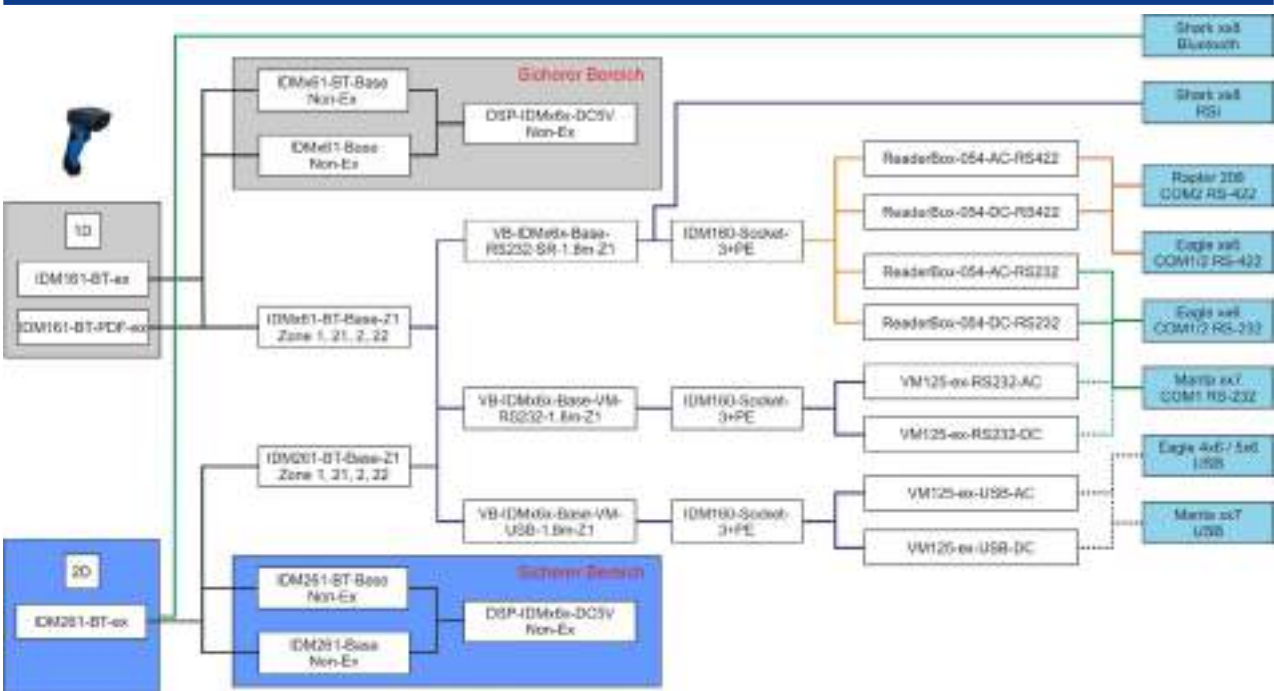 Shark xx8
Bluetooth
Sicherer Bereich
IDMx61-BT-Base
Non-Ex
DSP-IDMx6x-DC5V
Non-Ex
IDMx61-Base
Non-Ex
Shark xx8
RSi
1D
IDM161-BT-ex
IDM161-BT-PDF-ex
IDMx61-BT-Base-Z1
Zone 1, 21, 2, 22
VB-IDMx6x-Base-
RS232-SR-1.8m-Z1
IDM160-Socket-
3+PE
ReaderBox-054-AC-RS422
ReaderBox-054-DC-RS422
ReaderBox-054-AC-RS232
ReaderBox-054-DC-RS232
COM2 RS-422
Eagle xx6
COM1/2 RS-422
Eagle xx6
COM1/2 RS-232
VB-IDMx6x-Base-VM-
RS232-1.8m-Z1
IDM160-Socket-
3+PE
VM125-ex-RS232-AC
VM125-ex-RS232-DC
Manta xx7
COM1 RS-232
IDM261-BT-Base-Z1
Zone 1, 21, 2, 22
VB-IDMx6x-Base-VM-
USB-1.8m-Z1
IDM160-Socket-
3+PE
VM125-ex-USB-AC
VM125-ex-USB-DC
Eagle 4x6 / 5x6
USB
Manta xx7
USB
2D
IDM261-BT-ex
Sicherer Bereich
IDM261-BT-Base
Non-Ex
DSP-IDMx6x-DC5V
Non-Ex
IDM261-Base
Non-Ex